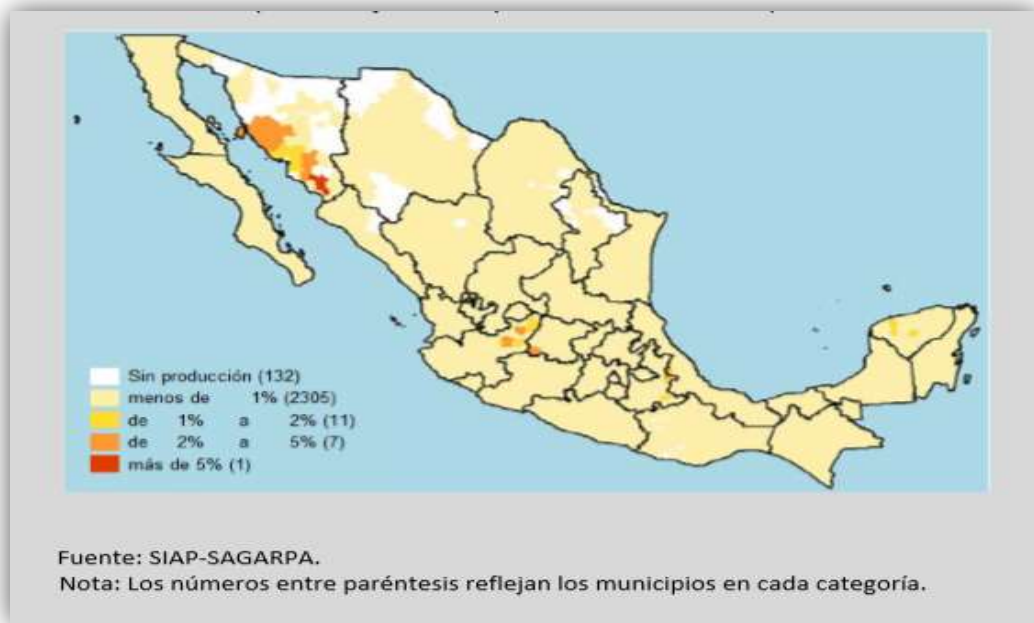 Sin producción (132)
menos de 1% (2305)
de 1% a 2% (11)
de 2% a 5% (7)
más de 5% (1)
Fuente: SIAP-SAGARPA.
Nota: Los números entre paréntesis reflejan los municipios en cada categoría.